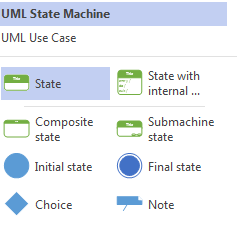 UML State Machine
UML Use Case
State
State with
internal ...
Composite
state
Submachine
state
Initial state
Final state
Choice
Note